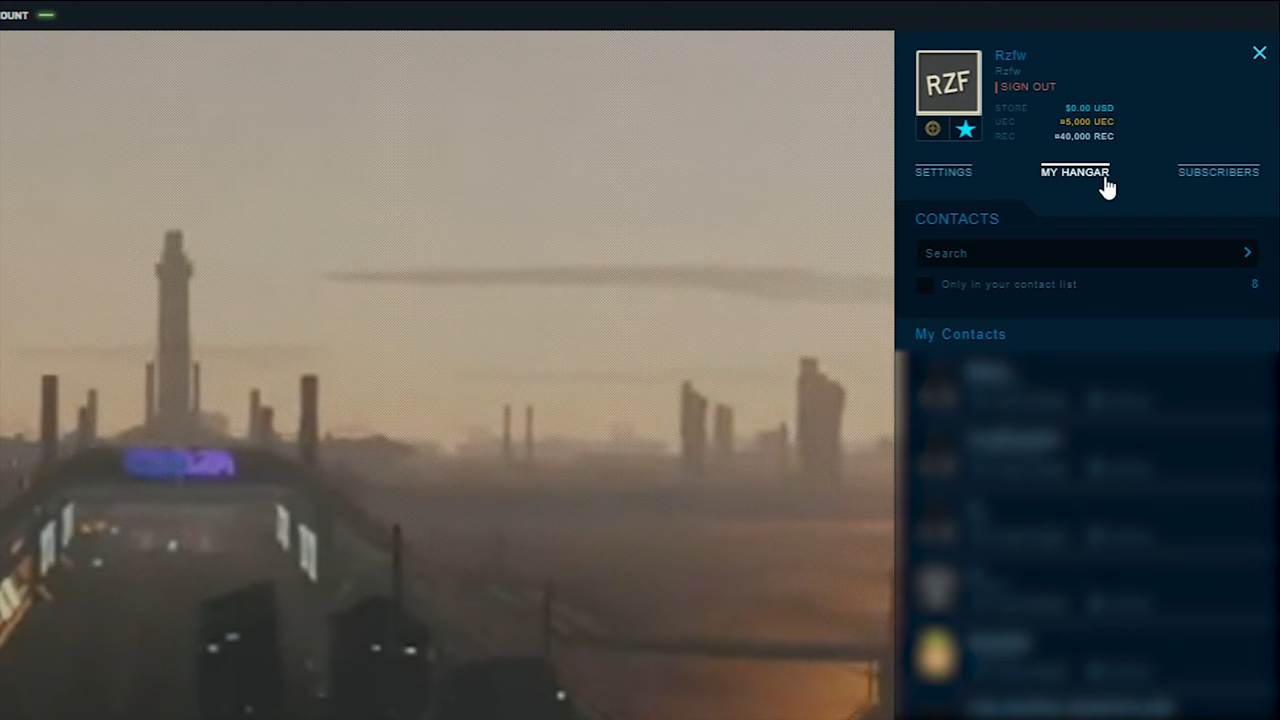 OUNT
RZF
Rzfw
Rzfw
SIGN OUT
STORE $0.00 USD
UEC ¤5,000 UEC
REC ¤40,000 REC
SETTINGS MY HANGAR SUBSCRIBERS
CONTACTS
Search
Only in your contact list 8
My Contacts